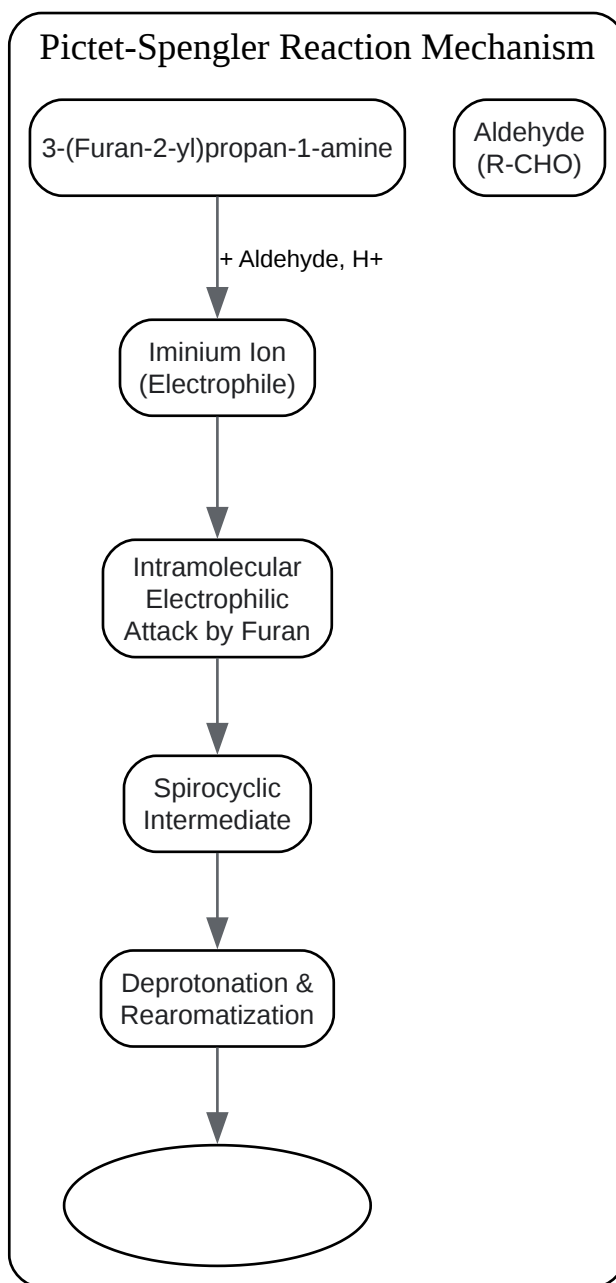 Pictet-Spengler Reaction Mechanism
3-(Furan-2-yl)propan-1-amine
Aldehyde
(R-CHO)
+ Aldehyde, H+
Iminium Ion
(Electrophile)
Intramolecular
Electrophilic
Attack by Furan
Spirocyclic
Intermediate
Deprotonation &
Rearomatization